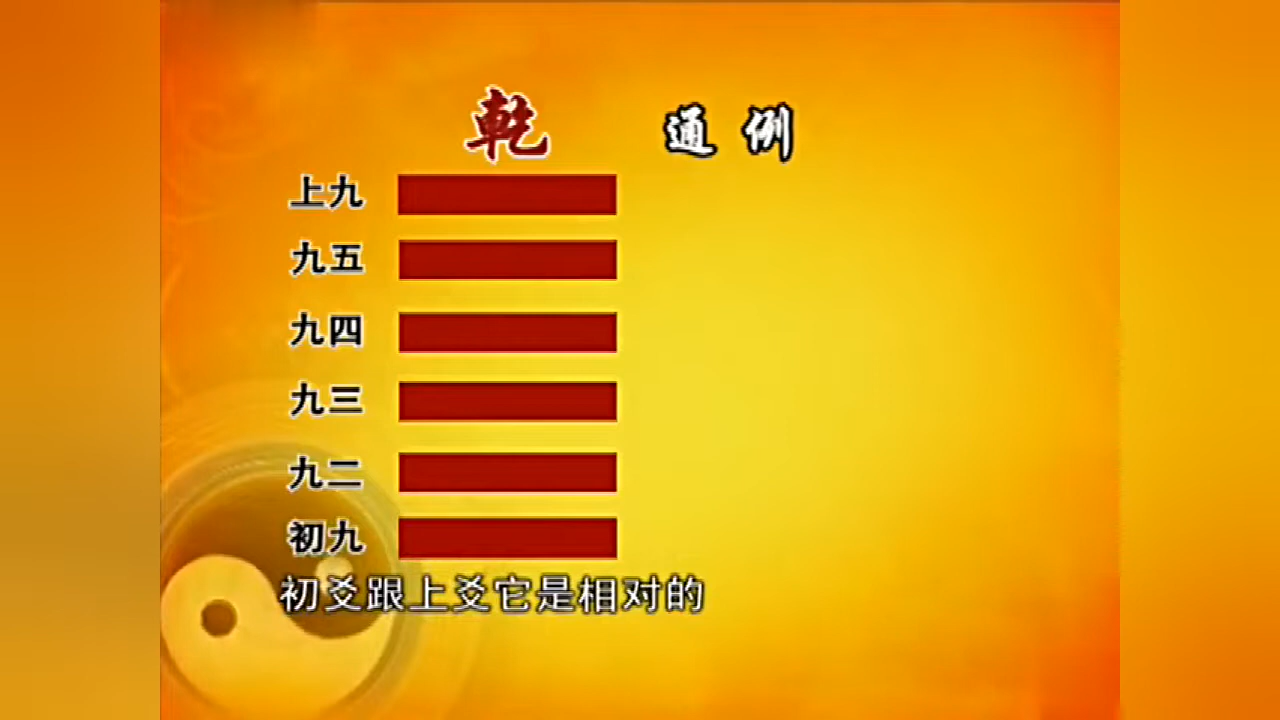 乾 通例
上九
九五
九四
九三
九二
初九
初爻跟上爻它是相对的